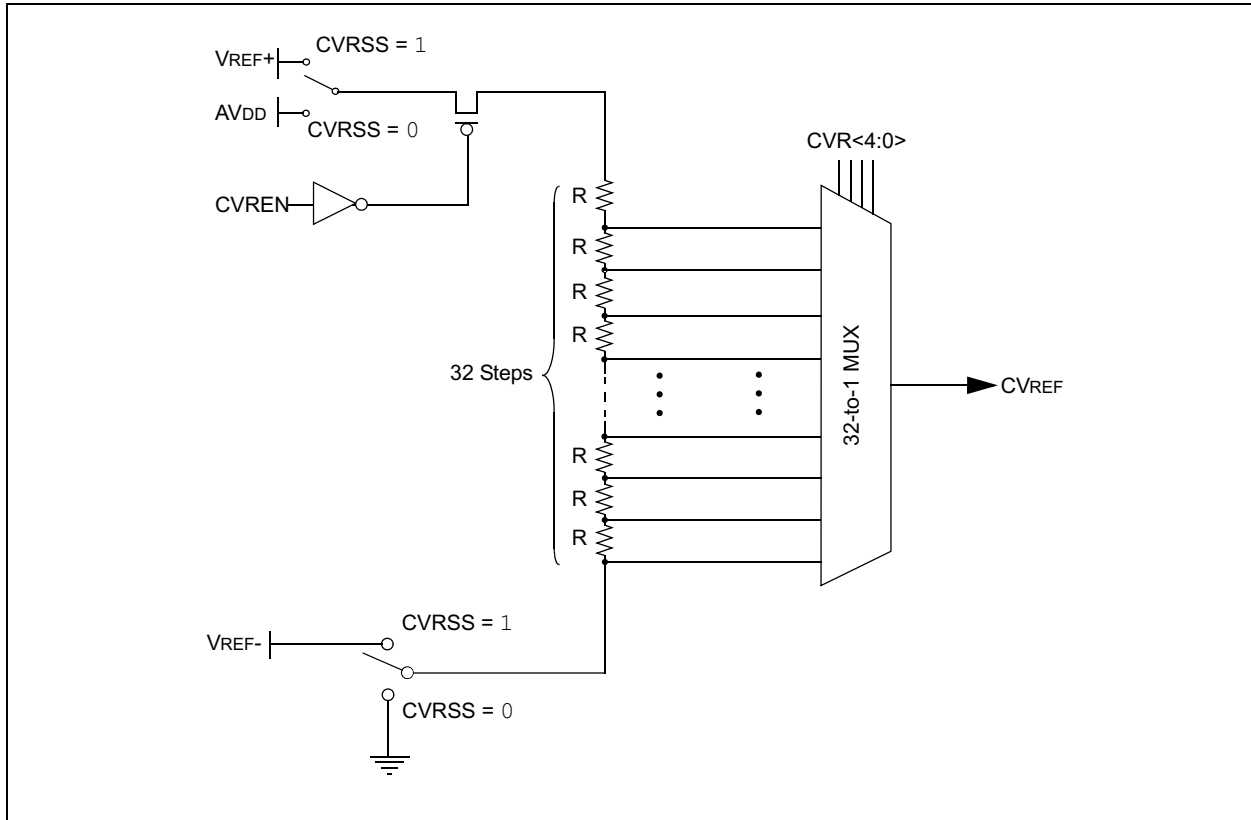 CVRSS = 1
VREF+
AVDD
CVRSS = 0
CVREN
CVR<4:0>
R
R
R
R
32 Steps
32-to-1 MUX
CVREF
R
R
R
CVRSS = 1
VREF-
CVRSS = 0